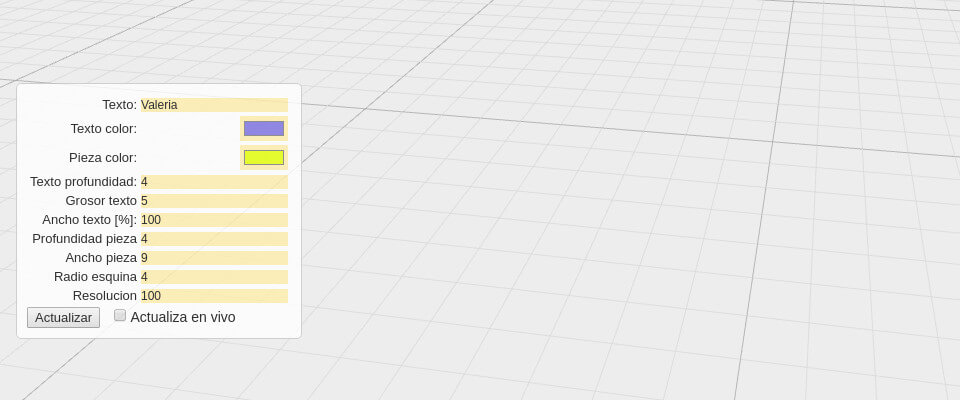 Texto: Valeria
Texto color:
Pieza color:
Texto profundidad: 4
Grosor texto 5
Ancho texto [%]: 100
Profundidad pieza 4
Ancho pieza 9
Radio esquina 4
Resolucion 100
Actualizar Actualiza en vivo